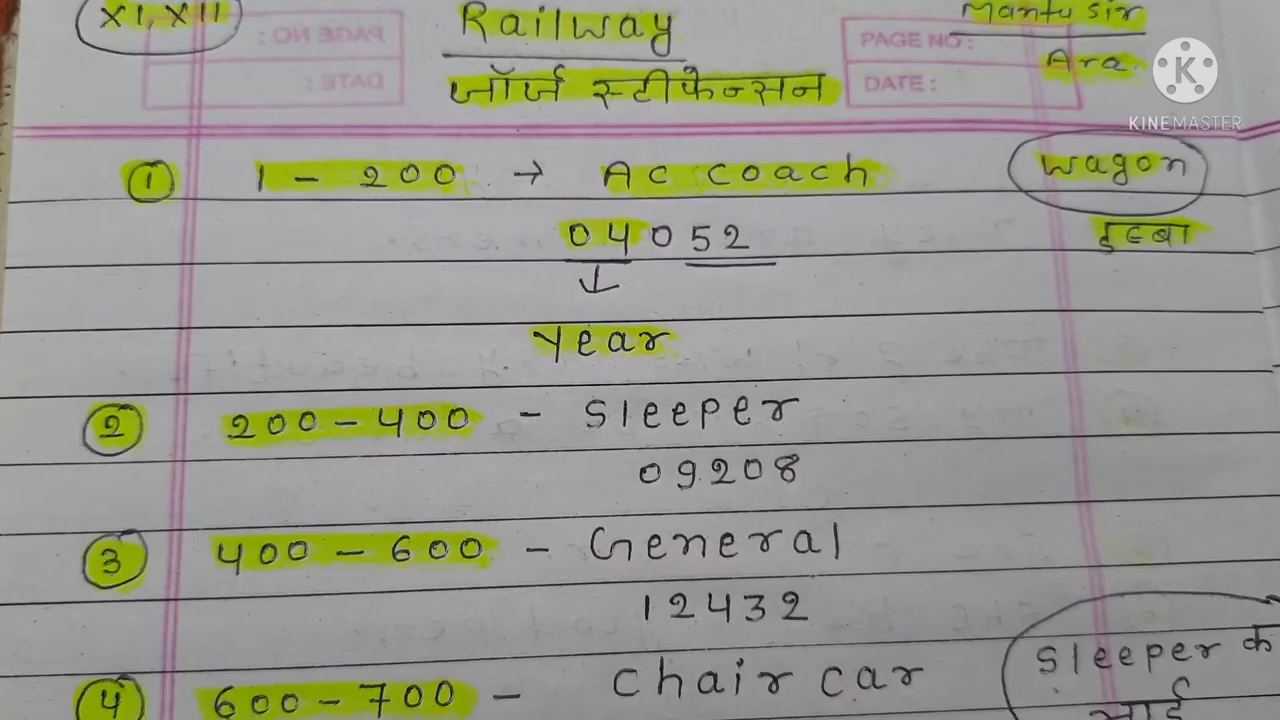 XI, XII
Railway
Mantu sir
जॉर्ज स्टीफेन्सन
PAGE NO:
Ara
DATE:
KINEMASTER
① 1 - 200 → AC COACH
Wagon
04052
डब्बा
↓
Year
② 200 - 400 - Sleeper
09208
③ 400 - 600 - General
12432
④ 600 - 700 - Chair car
Sleeper क